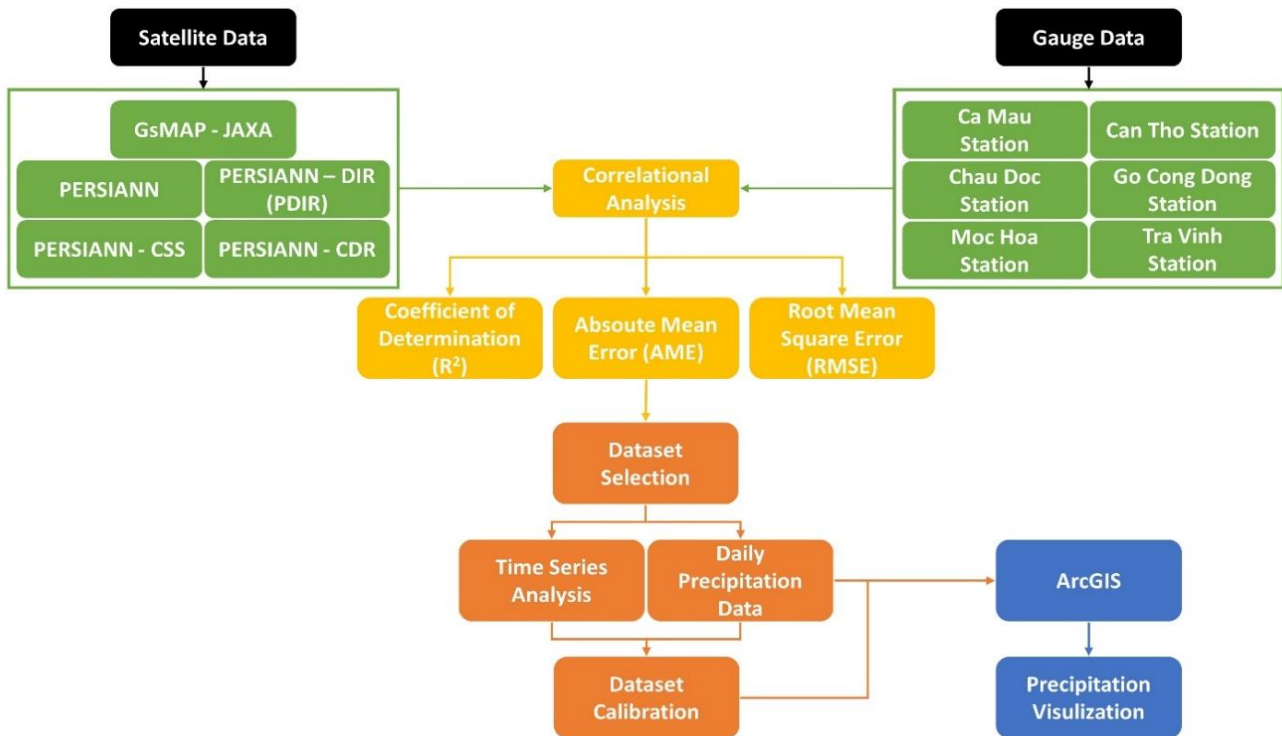 Satellite Data
Gauge Data
GsMAP - JAXA
PERSIANN
PERSIANN – DIR
(PDIR)
PERSIANN - CSS
PERSIANN - CDR
Correlational
Analysis
Ca Mau
Station
Can Tho Station
Chau Doc
Station
Go Cong Dong
Station
Moc Hoa
Station
Tra Vinh
Station
Coefficient of
Determination
(R²)
Absoute Mean
Error (AME)
Root Mean
Square Error
(RMSE)
Dataset
Selection
Time Series
Analysis
Daily
Precipitation
Data
ArcGIS
Dataset
Calibration
Precipitation
Visulization